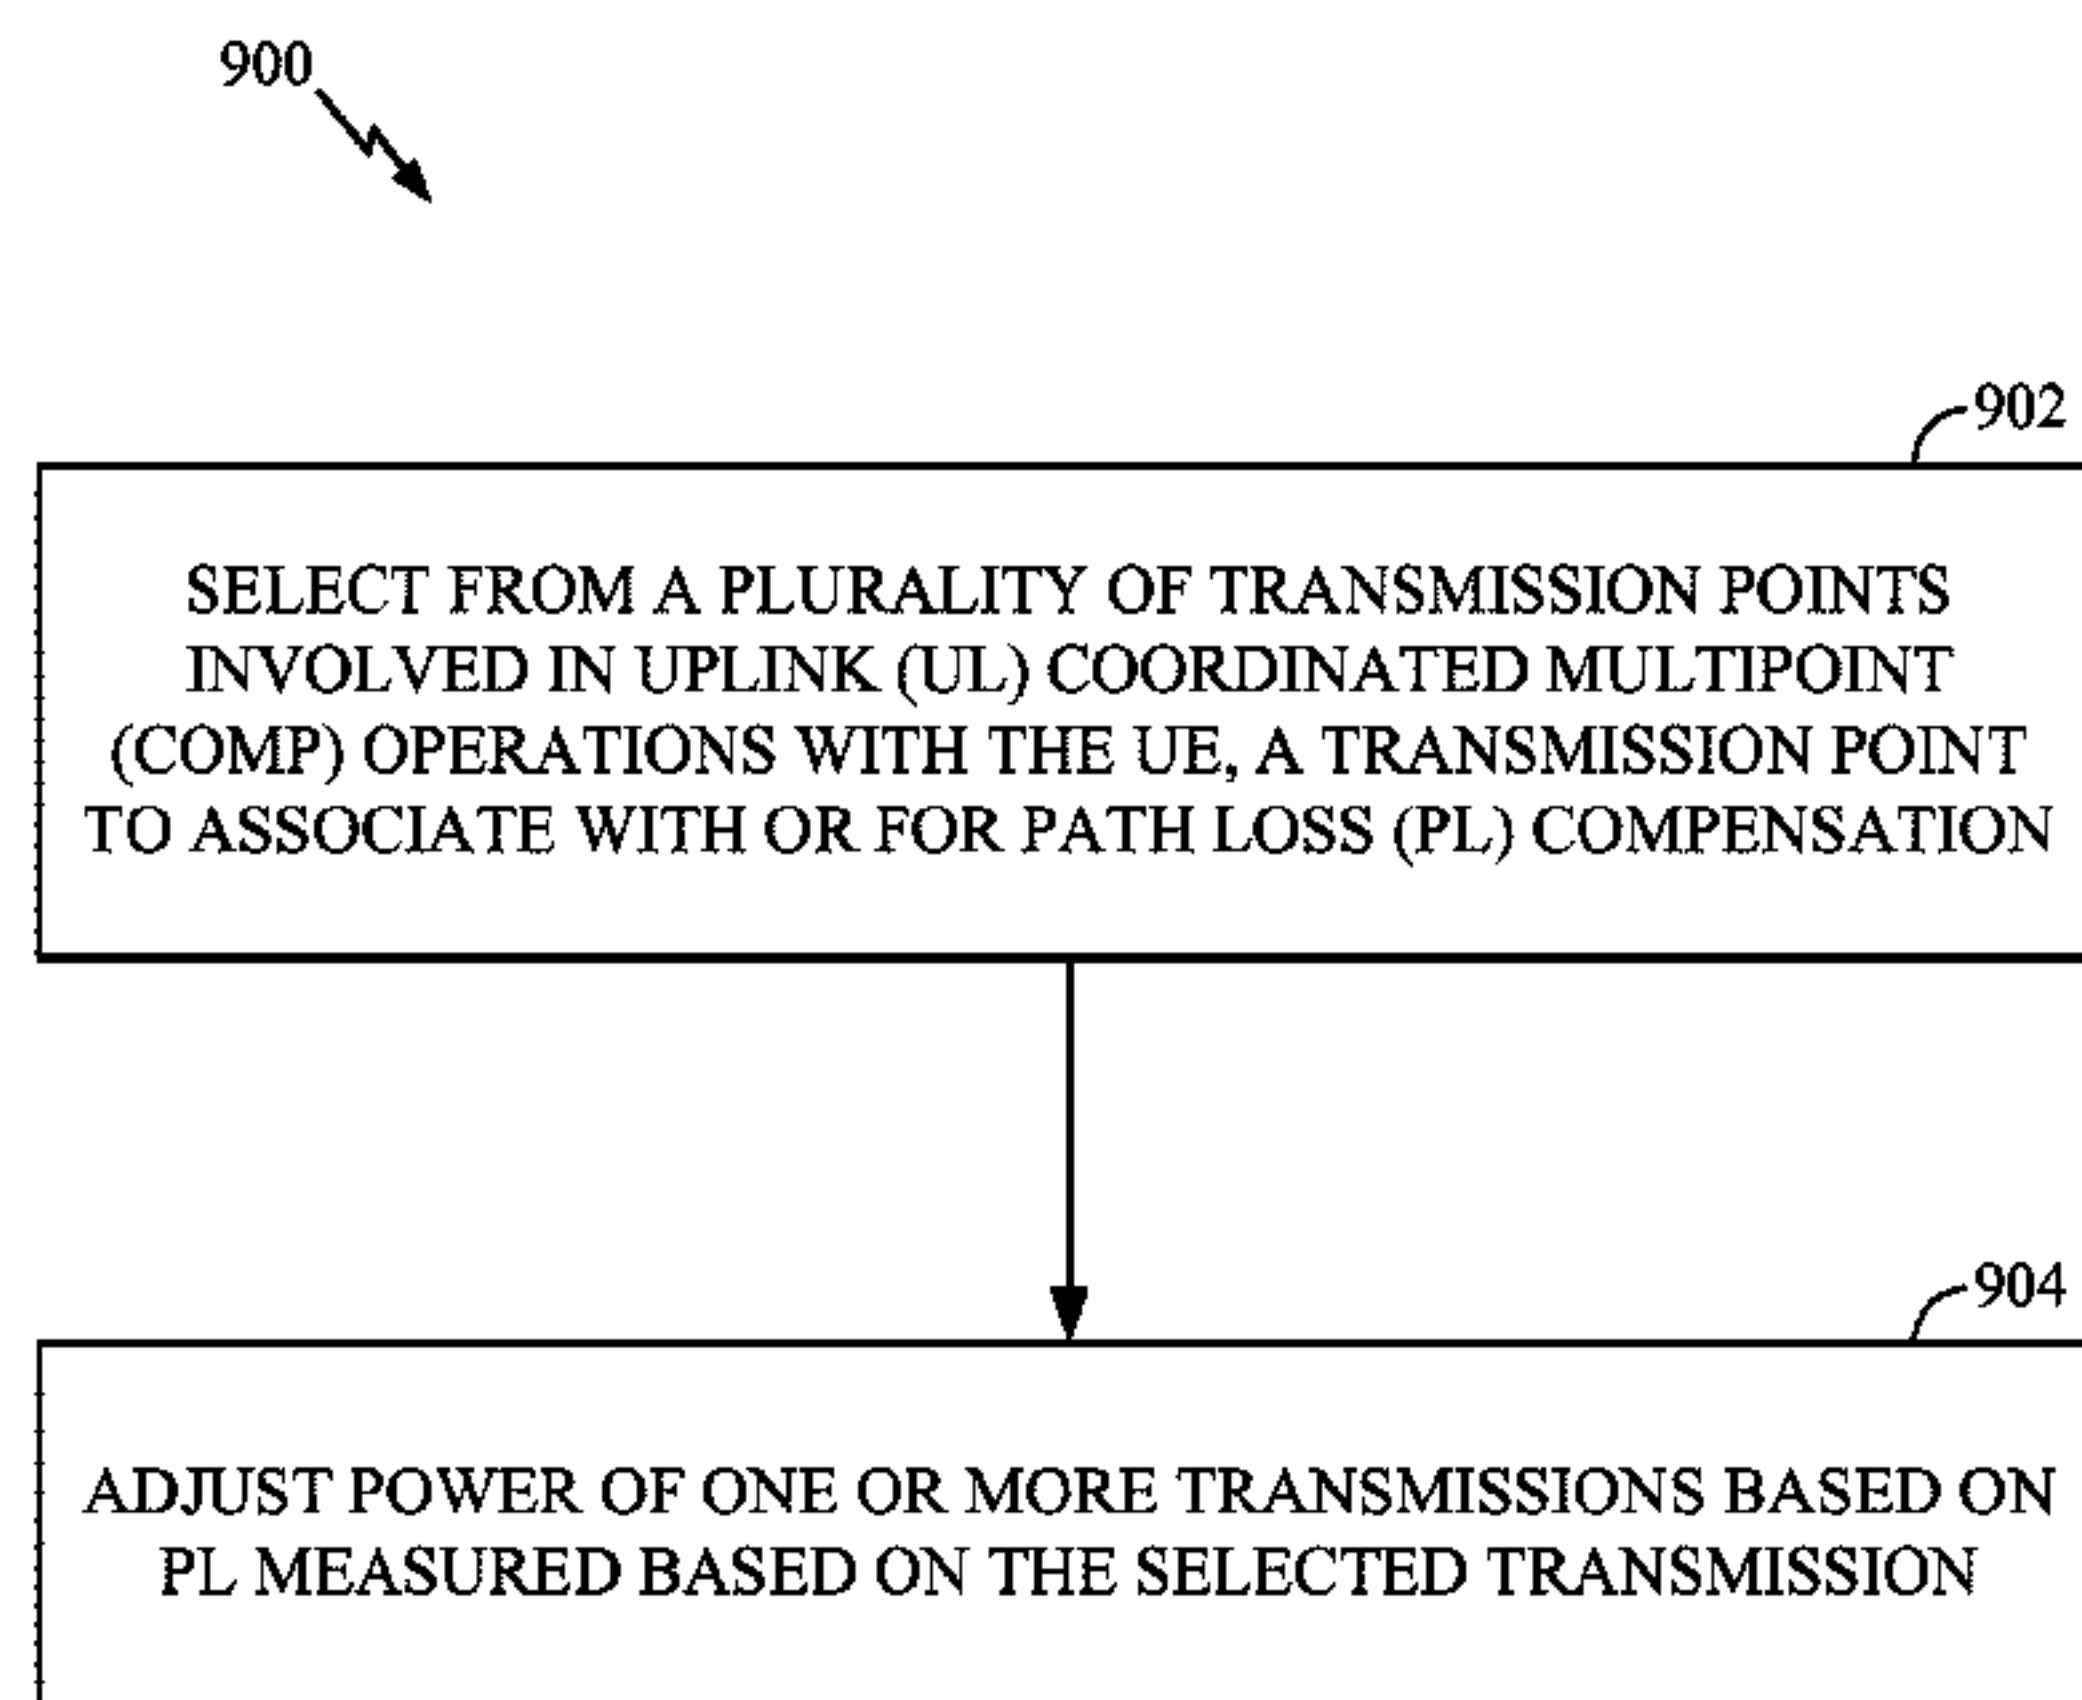 900
902
SELECT FROM A PLURALITY OF TRANSMISSION POINTS
INVOLVED IN UPLINK (UL) COORDINATED MULTIPOINT
(COMP) OPERATIONS WITH THE UE, A TRANSMISSION POINT
TO ASSOCIATE WITH OR FOR PATH LOSS (PL) COMPENSATION
904
ADJUST POWER OF ONE OR MORE TRANSMISSIONS BASED ON
PL MEASURED BASED ON THE SELECTED TRANSMISSION